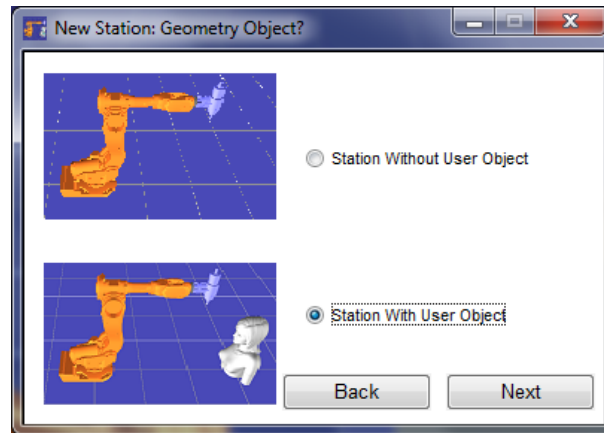 New Station: Geometry Object?
Station Without User Object
Station With User Object
Back
Next